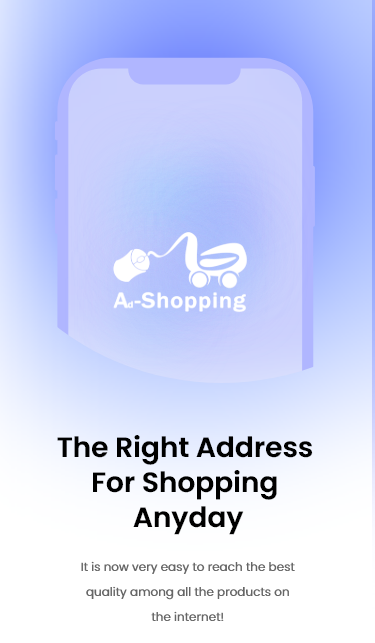 Ad-Shopping
The Right Address
For Shopping
Anyday
It is now very easy to reach the best
quality among all the products on
the internet!